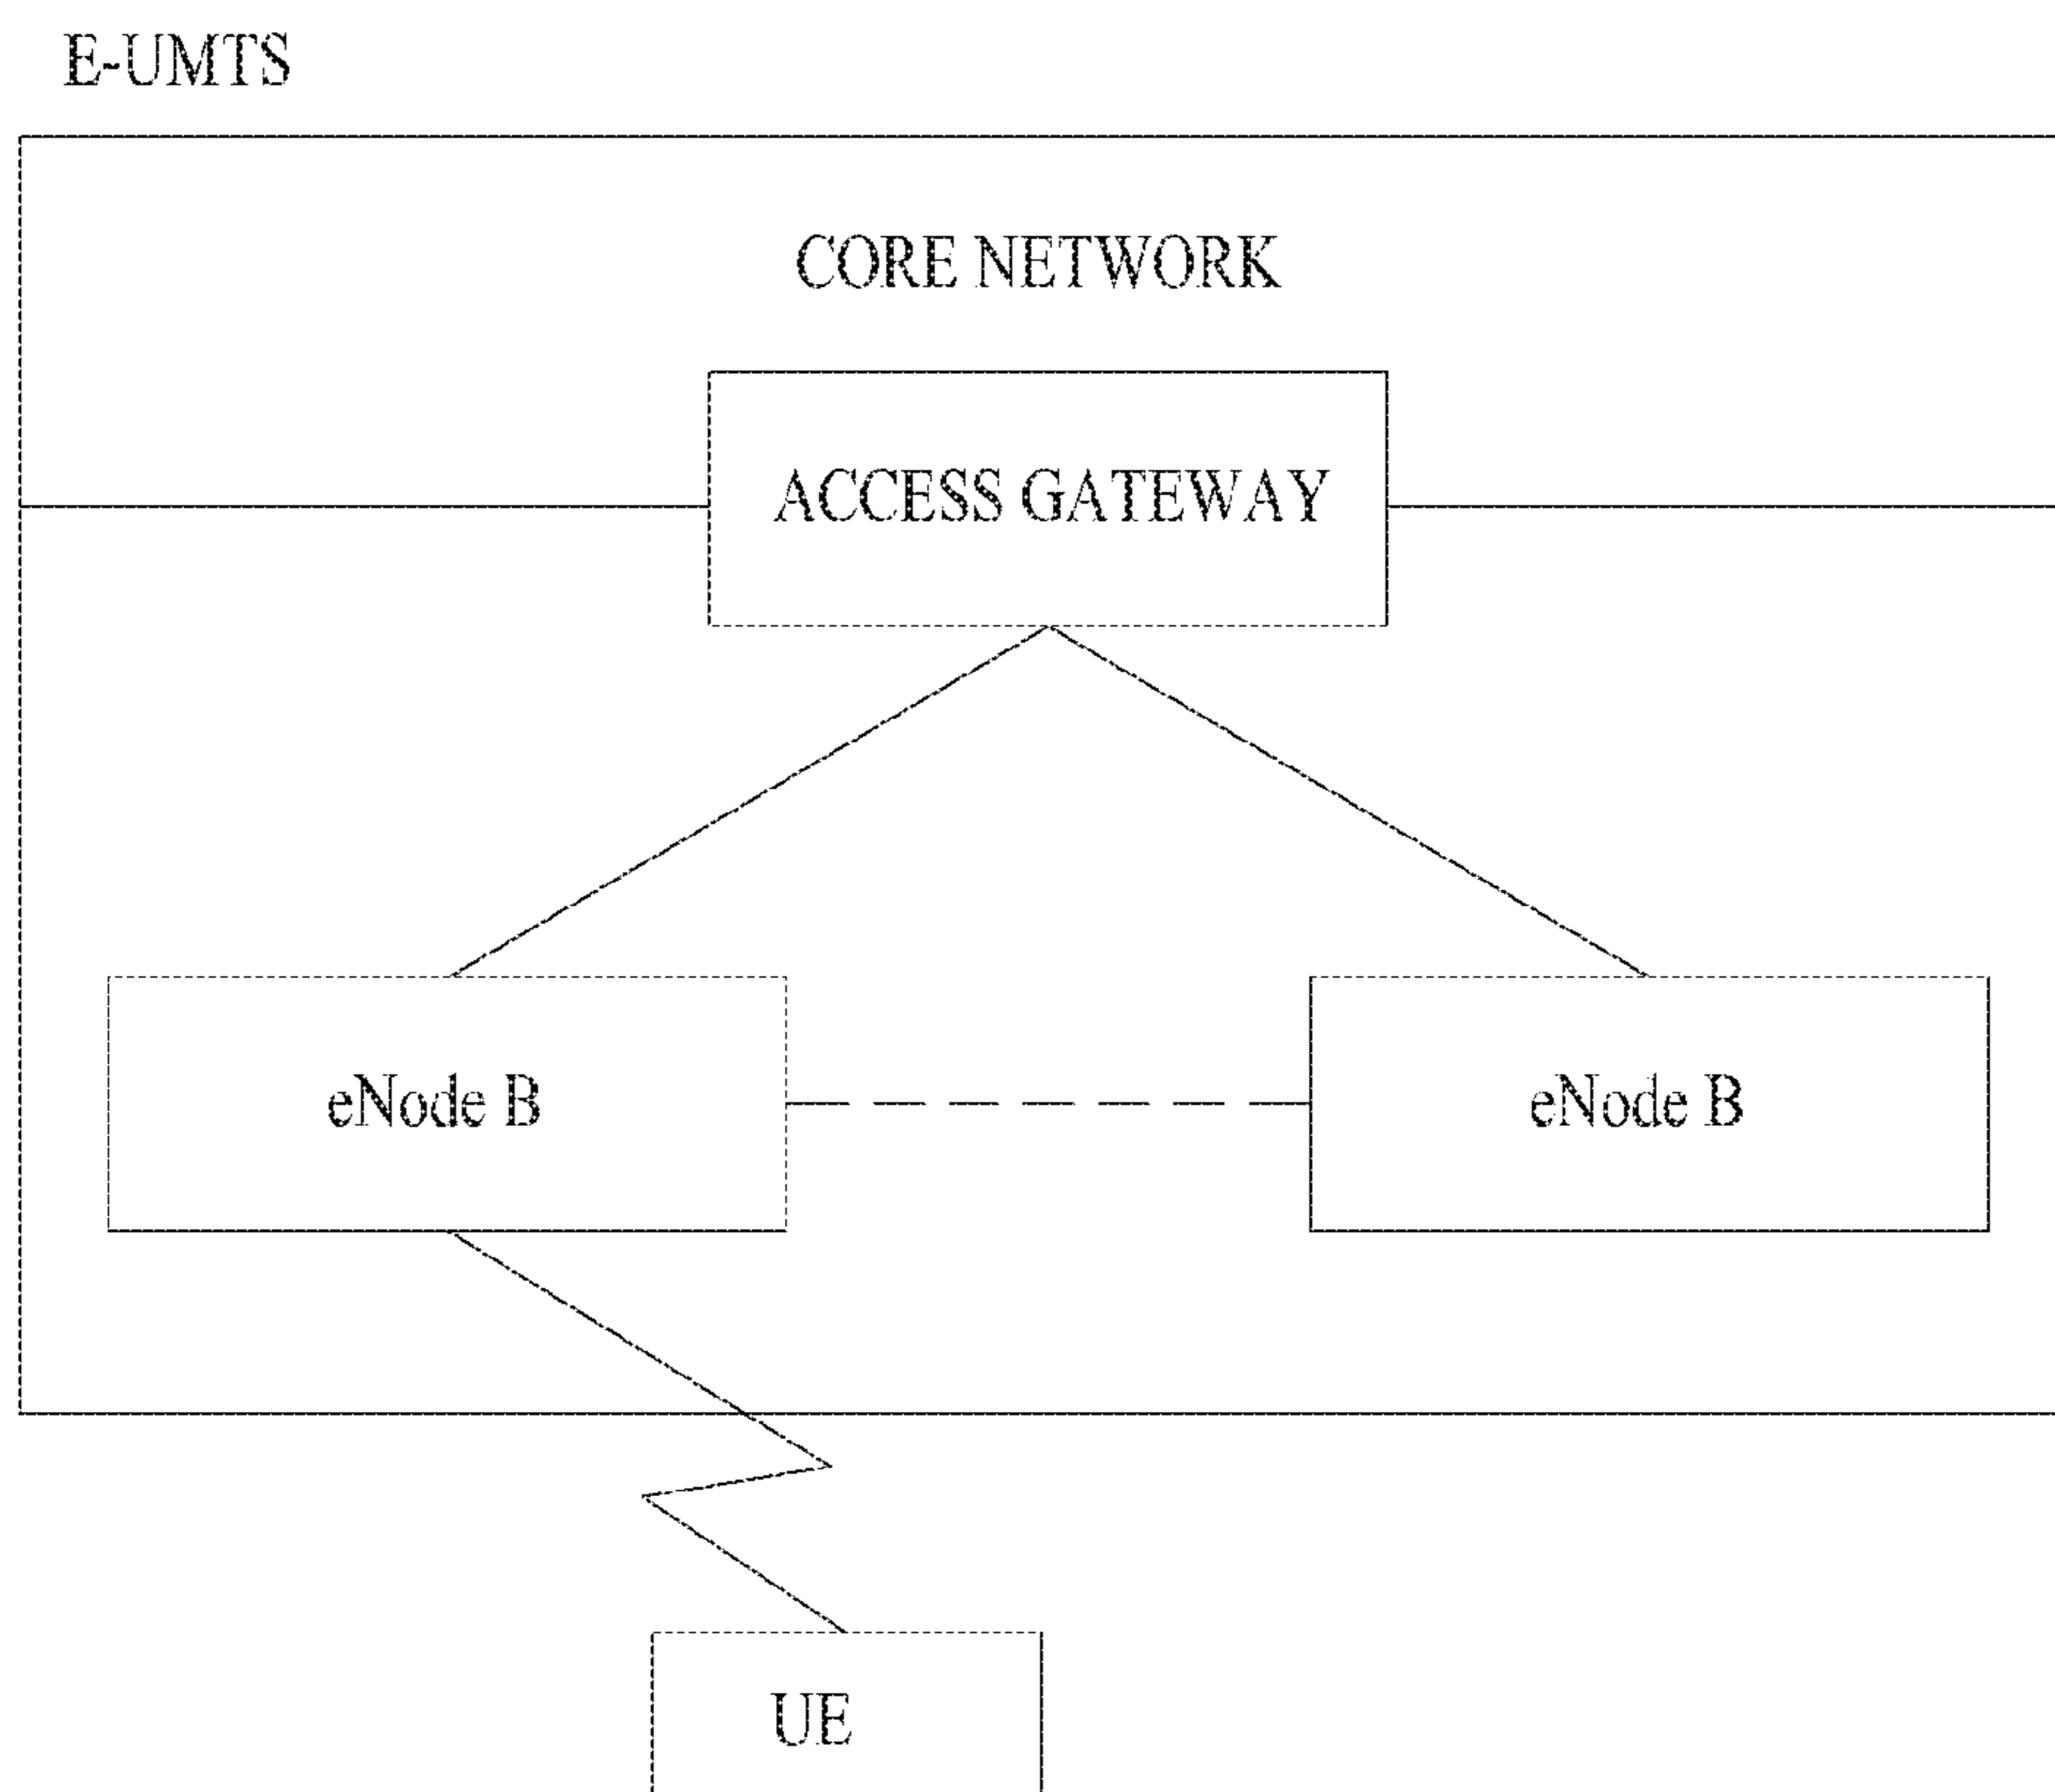 E-UMTS
CORE NETWORK
ACCESS GATEWAY
eNode B
eNode B
UE